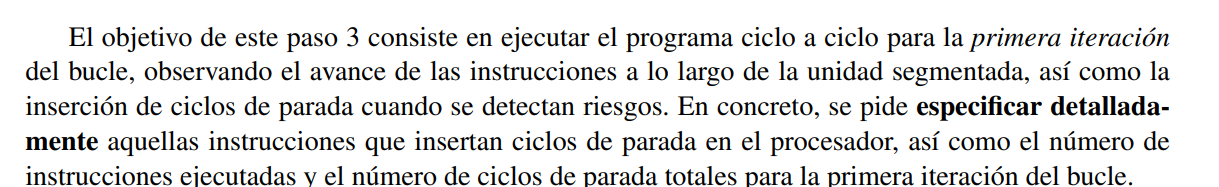 El objetivo de este paso 3 consiste en ejecutar el programa ciclo a ciclo para la primera iteración
del bucle, observando el avance de las instrucciones a lo largo de la unidad segmentada, así como la
inserción de ciclos de parada cuando se detectan riesgos. En concreto, se pide especificar detallada-
mente aquellas instrucciones que insertan ciclos de parada en el procesador, así como el número de
instrucciones ejecutadas y el número de ciclos de parada totales para la primera iteración del bucle.